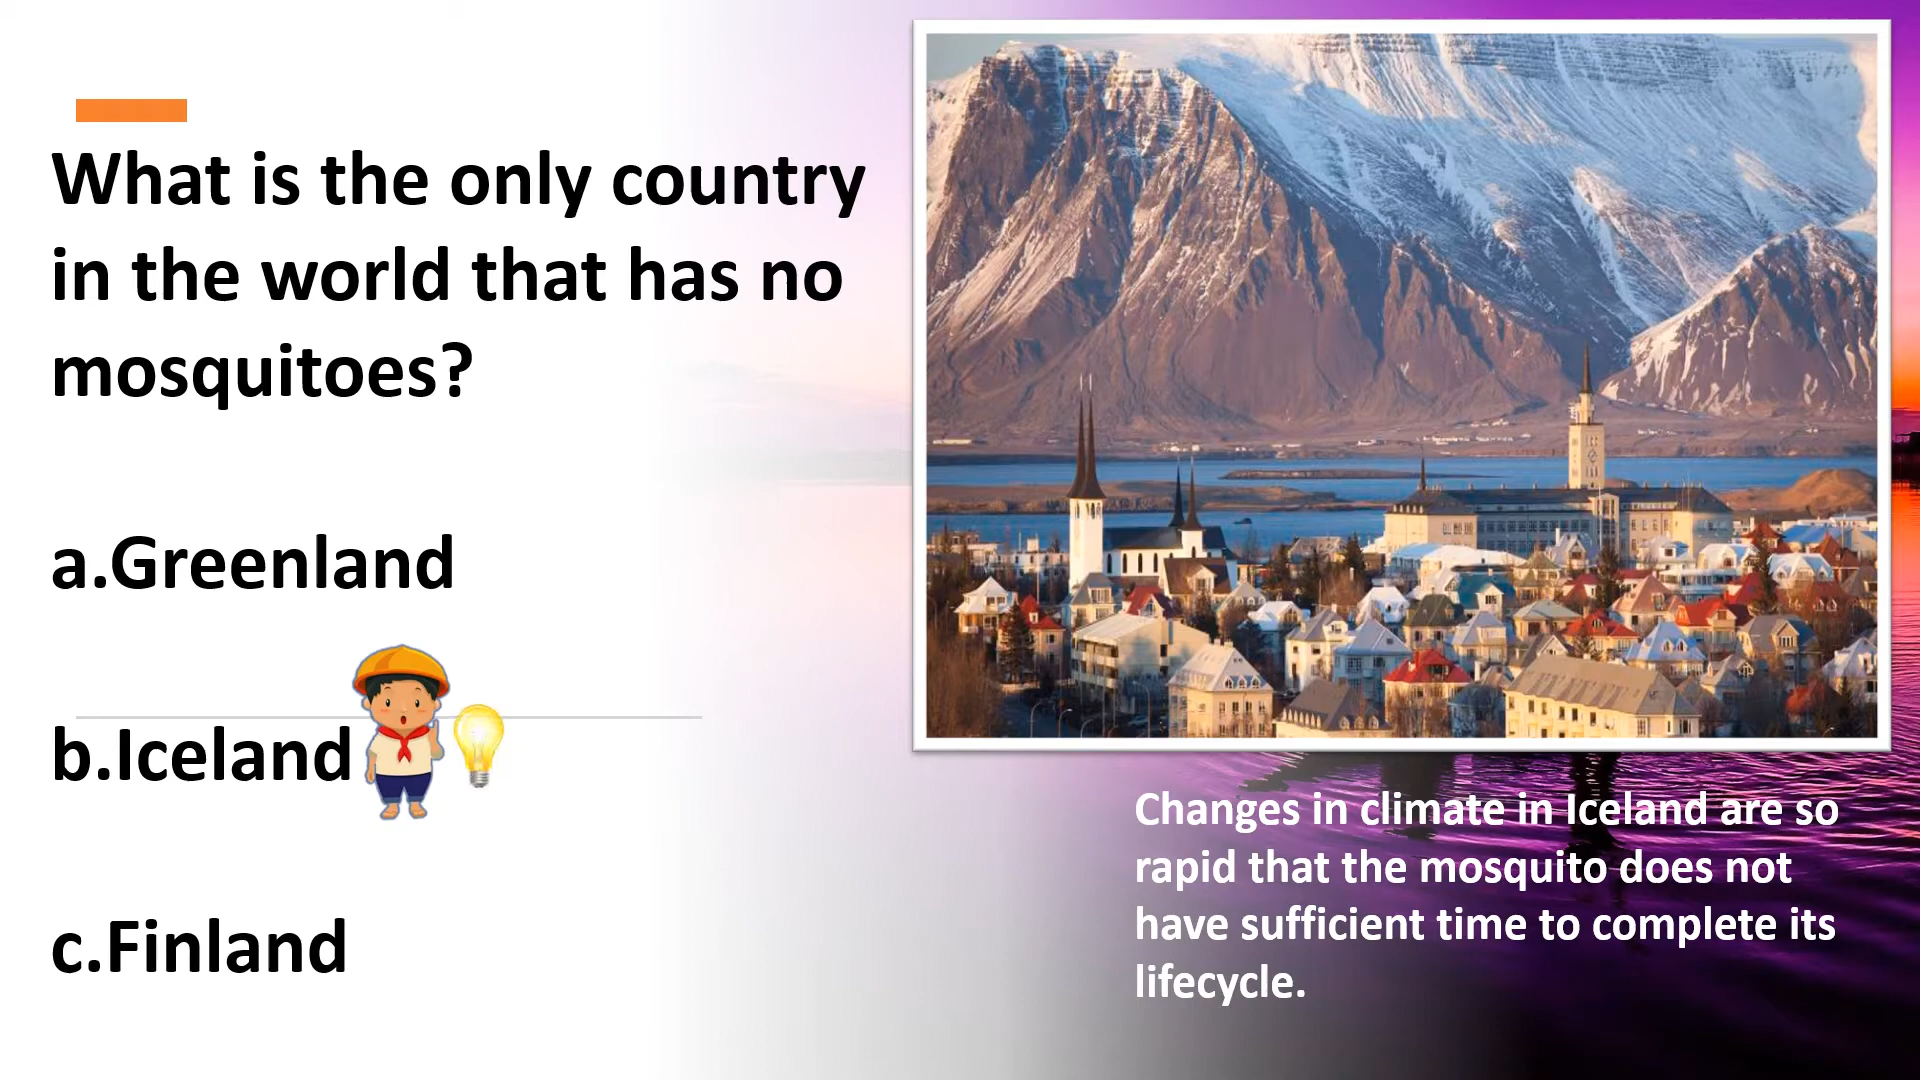 What is the only country
in the world that has no
mosquitoes?
a.Greenland
b.Iceland
c.Finland
Changes in climate in Iceland are so
rapid that the mosquito does not
have sufficient time to complete its
lifecycle.